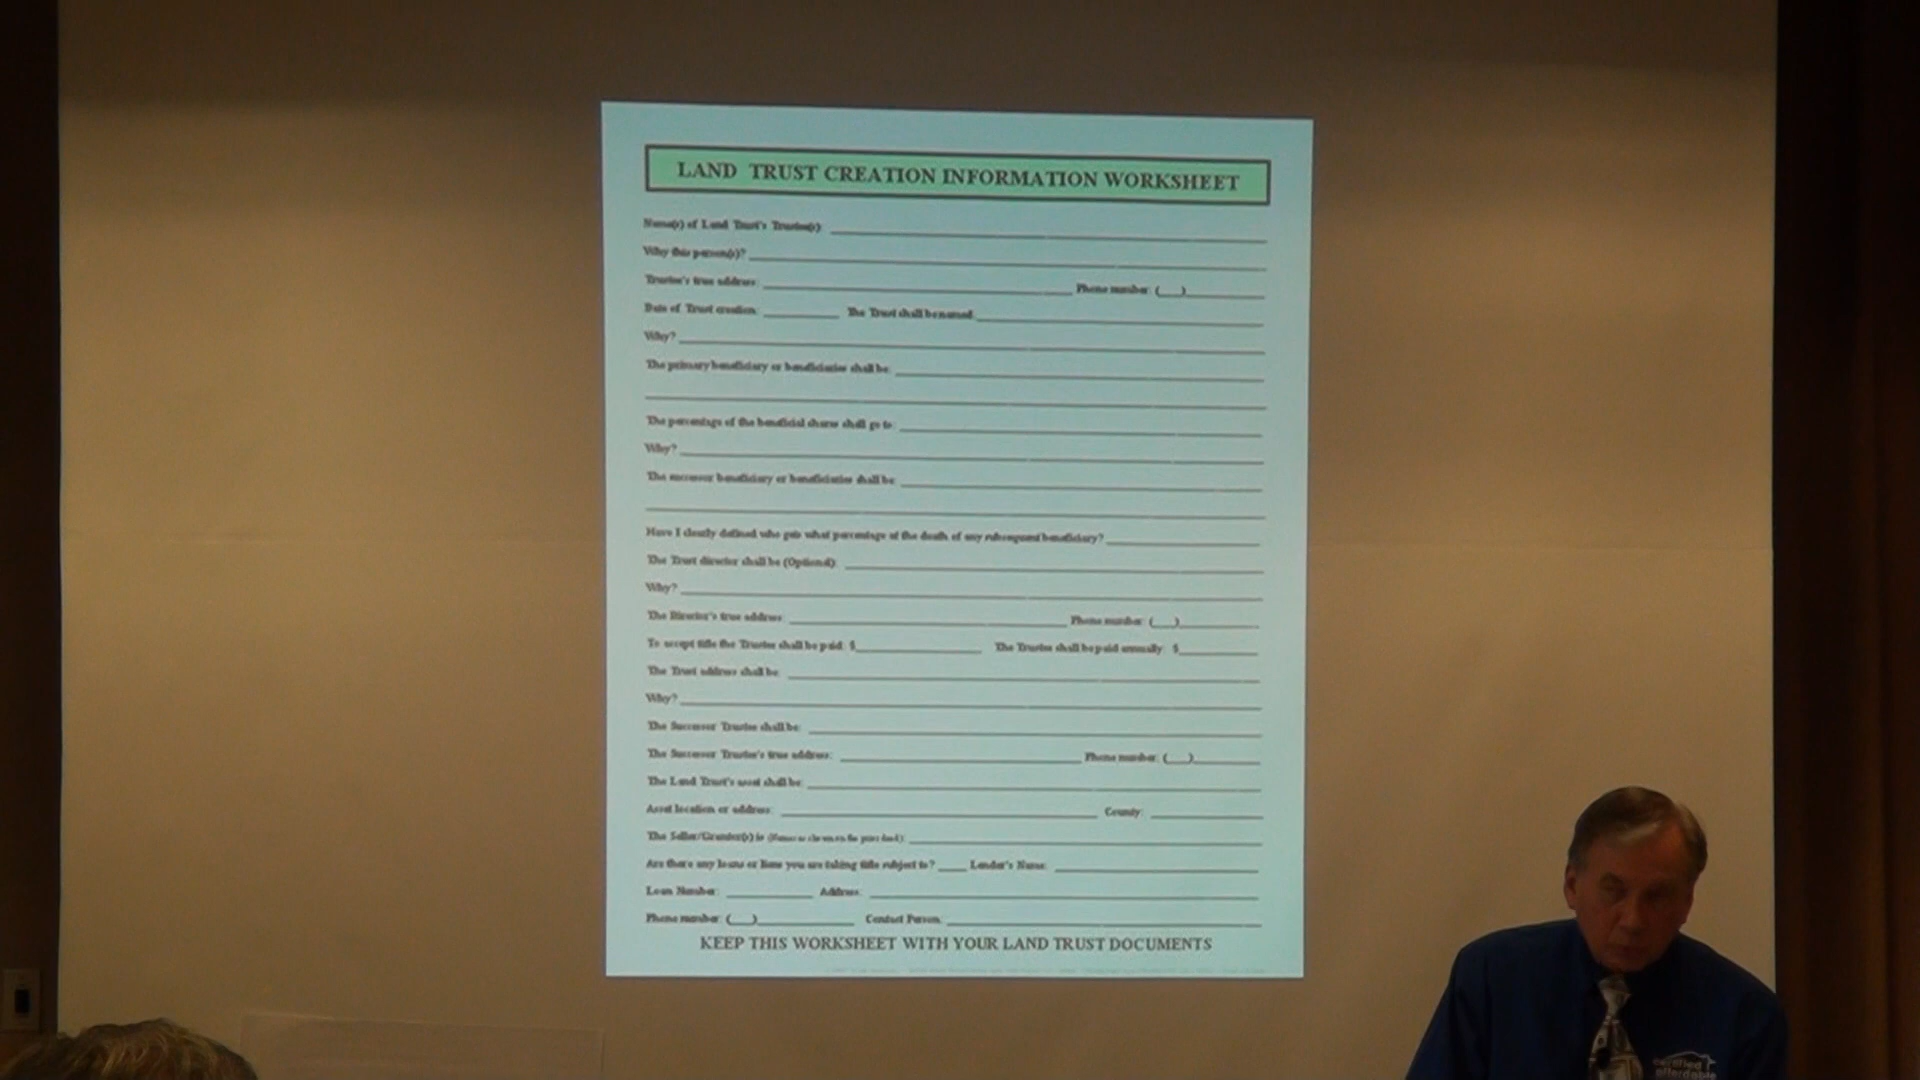 LAND TRUST CREATION INFORMATION WORKSHEET
Name(s) of Land Trust's Trustee(s):
Why this person(s)?
Trustee's true address: Phone number: (___)
Date of Trust creation: The Trust shall be named:
Why?
The primary beneficiary or beneficiaries shall be:
The percentage of the beneficial shares shall go to:
Why?
The successor beneficiary or beneficiaries shall be:
Have I clearly defined who gets what percentage at the death of any subsequent beneficiary?
The Trust director shall be (Optional):
Why?
The Director's true address: Phone number: (___)
To accept title the Trustee shall be paid: $ The Trustee shall be paid annually: $
The Trust address shall be:
Why?
The Successor Trustee shall be:
The Successor Trustee's true address: Phone number: (___)
The Land Trust's asset shall be:
Asset location or address: County:
The Seller/Grantor(s) is
Are there any loans or liens you are taking title subject to? Lender's Name:
Loan Number: Address:
Phone number: (___) Contact Person:
KEEP THIS WORKSHEET WITH YOUR LAND TRUST DOCUMENTS
certified
affordable